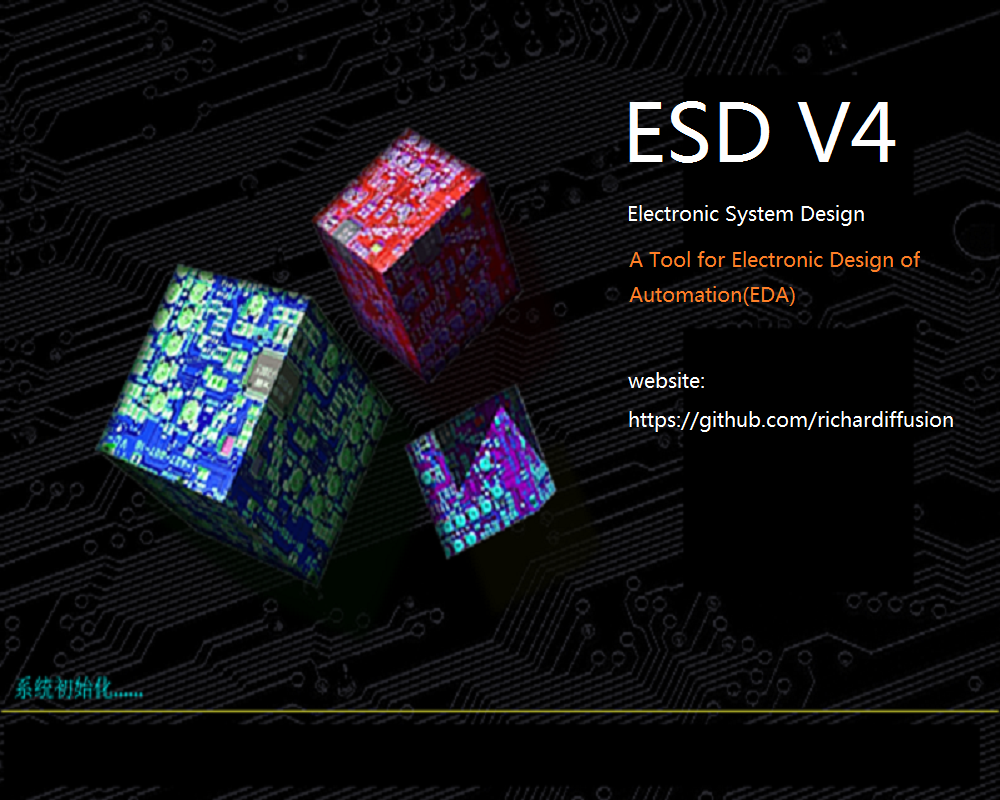 ESD V4
Electronic System Design
A Tool for Electronic Design of
Automation(EDA)
website:
https://github.com/richardiffusion
系统初始化......